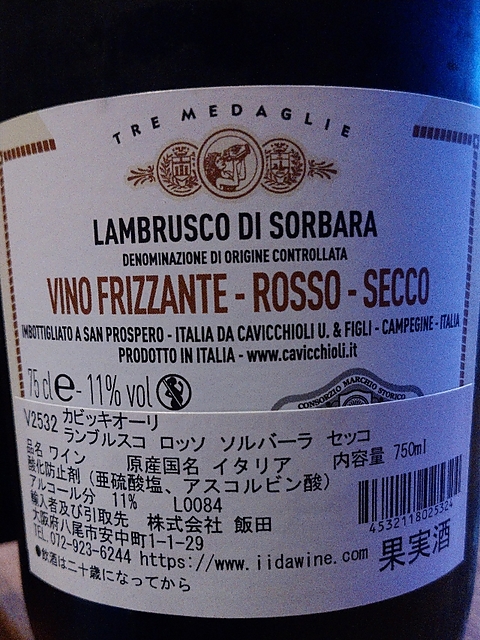 TRE MEDAGLIE
LAMBRUSCO DI SORBARA
DENOMINAZIONE DI ORIGINE CONTROLLATA
VINO FRIZZANTE - ROSSO - SECCO
IMBOTTIGLIATO A SAN PROSPERO - ITALIA DA CAVICCHIOLI U. & FIGLI - CAMPEGINE - ITALIA
PRODOTTO IN ITALIA - www.cavicchioli.it
75 cl e - 11% vol
CONSORZIO MARCHIO STORICO
V2532 カビッキオーリ
ランブルスコ ロッソ ソルバーラ セッコ
品名 ワイン 原産国名 イタリア 内容量 750ml
酸化防止剤（亜硫酸塩、アスコルビン酸）
アルコール分 11% L0084
輸入者及び引取先 株式会社 飯田
大阪府八尾市安中町1-1-29
TEL.072-923-6244 https://www.iidawine.com
●飲酒は二十歳になってから
4532118025324
果実酒